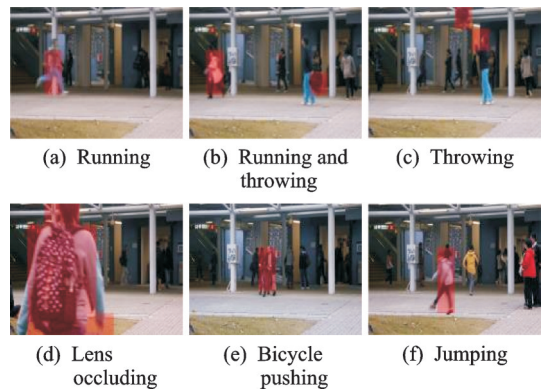 (a) Running
(b) Running and
throwing
(c) Throwing
(d) Lens
occluding
(e) Bicycle
pushing
(f) Jumping